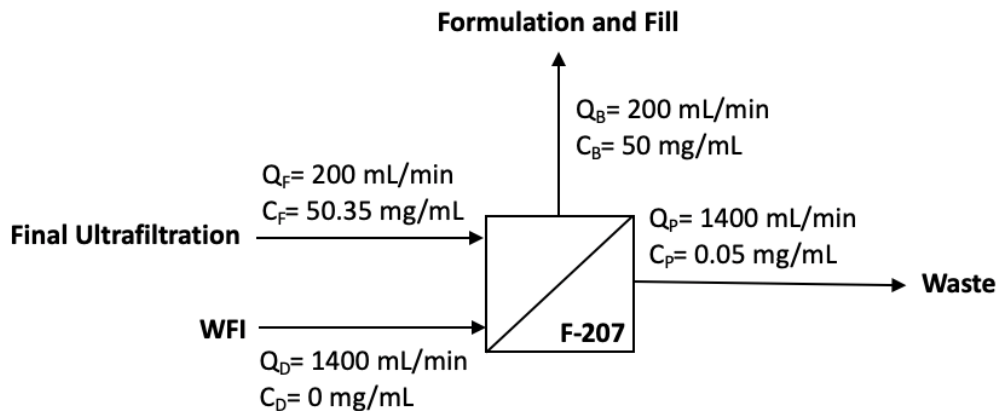 Formulation and Fill
Q_B= 200 mL/min
C_B= 50 mg/mL
Q_F= 200 mL/min
C_F= 50.35 mg/mL
Final Ultrafiltration
Q_P= 1400 mL/min
C_P= 0.05 mg/mL
Waste
WFI
F-207
Q_D= 1400 mL/min
C_D= 0 mg/mL